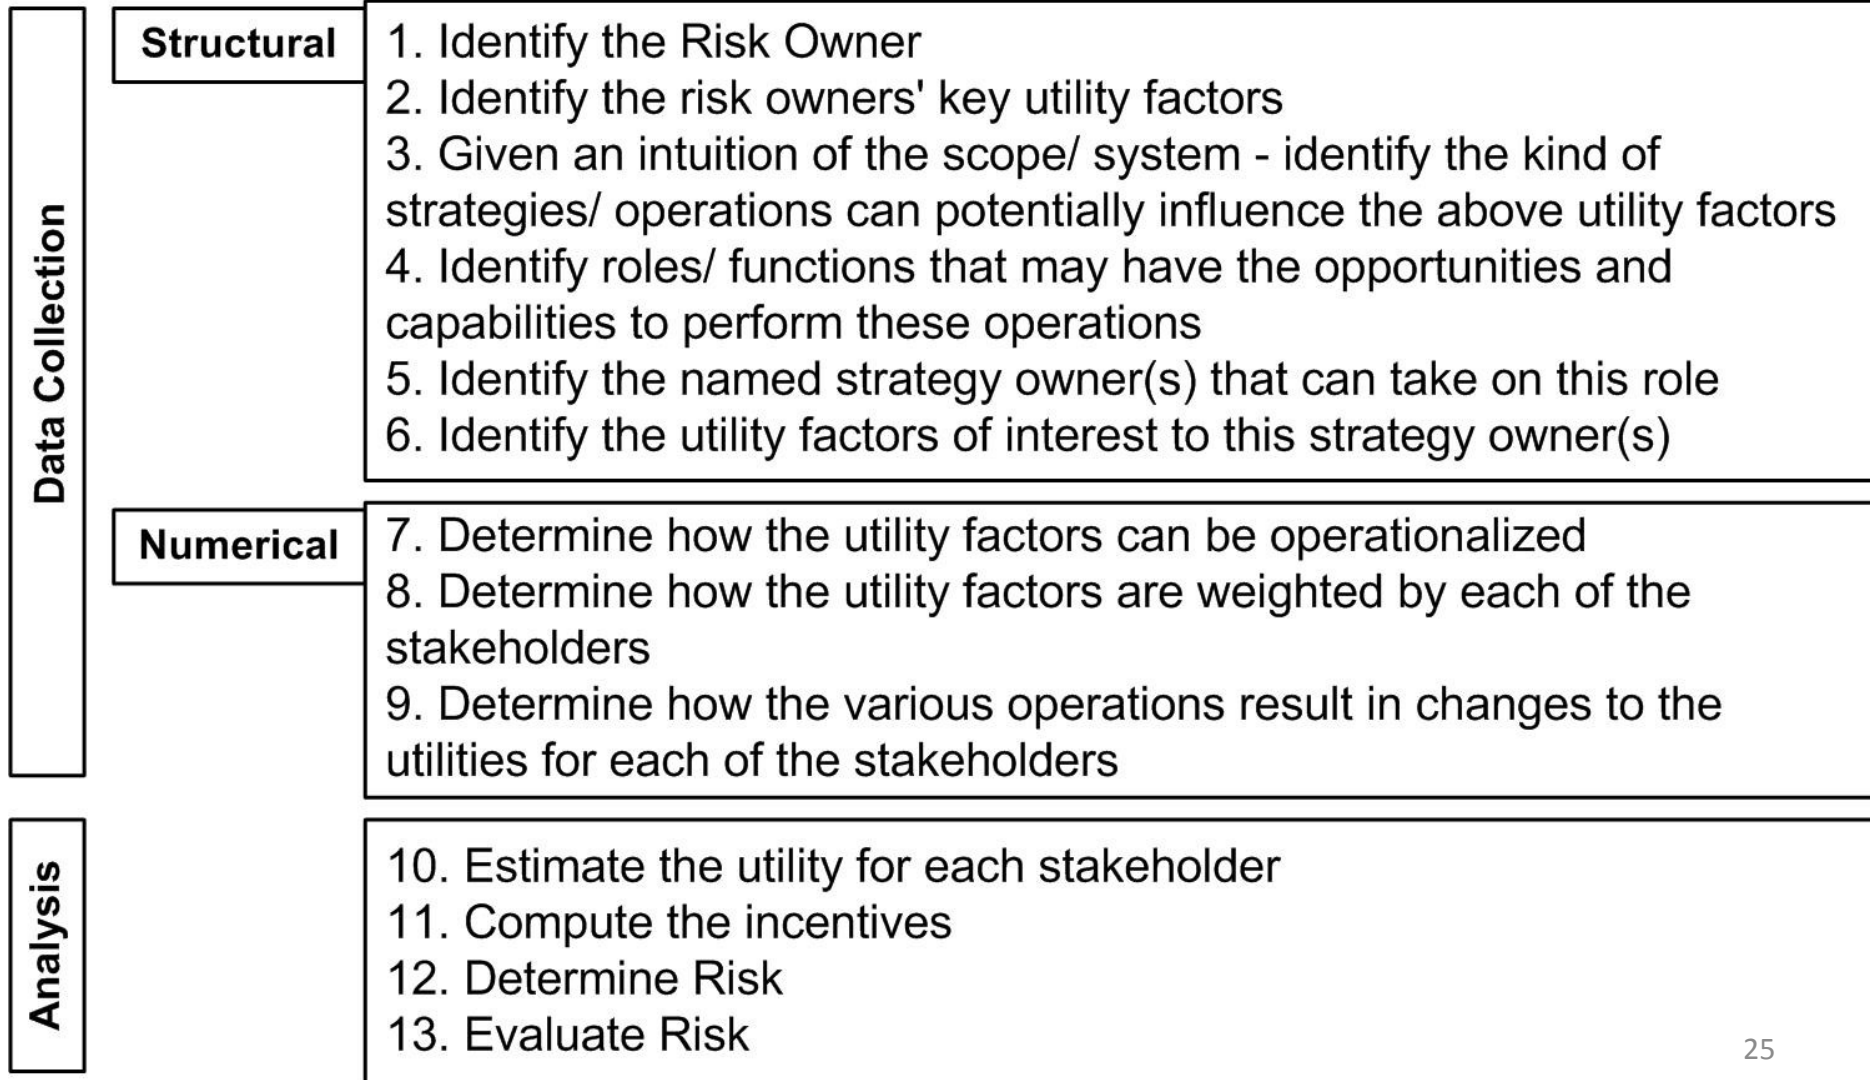 Data Collection
Structural
1. Identify the Risk Owner
2. Identify the risk owners' key utility factors
3. Given an intuition of the scope/ system - identify the kind of
strategies/ operations can potentially influence the above utility factors
4. Identify roles/ functions that may have the opportunities and
capabilities to perform these operations
5. Identify the named strategy owner(s) that can take on this role
6. Identify the utility factors of interest to this strategy owner(s)
Numerical
7. Determine how the utility factors can be operationalized
8. Determine how the utility factors are weighted by each of the
stakeholders
9. Determine how the various operations result in changes to the
utilities for each of the stakeholders
Analysis
10. Estimate the utility for each stakeholder
11. Compute the incentives
12. Determine Risk
13. Evaluate Risk
25